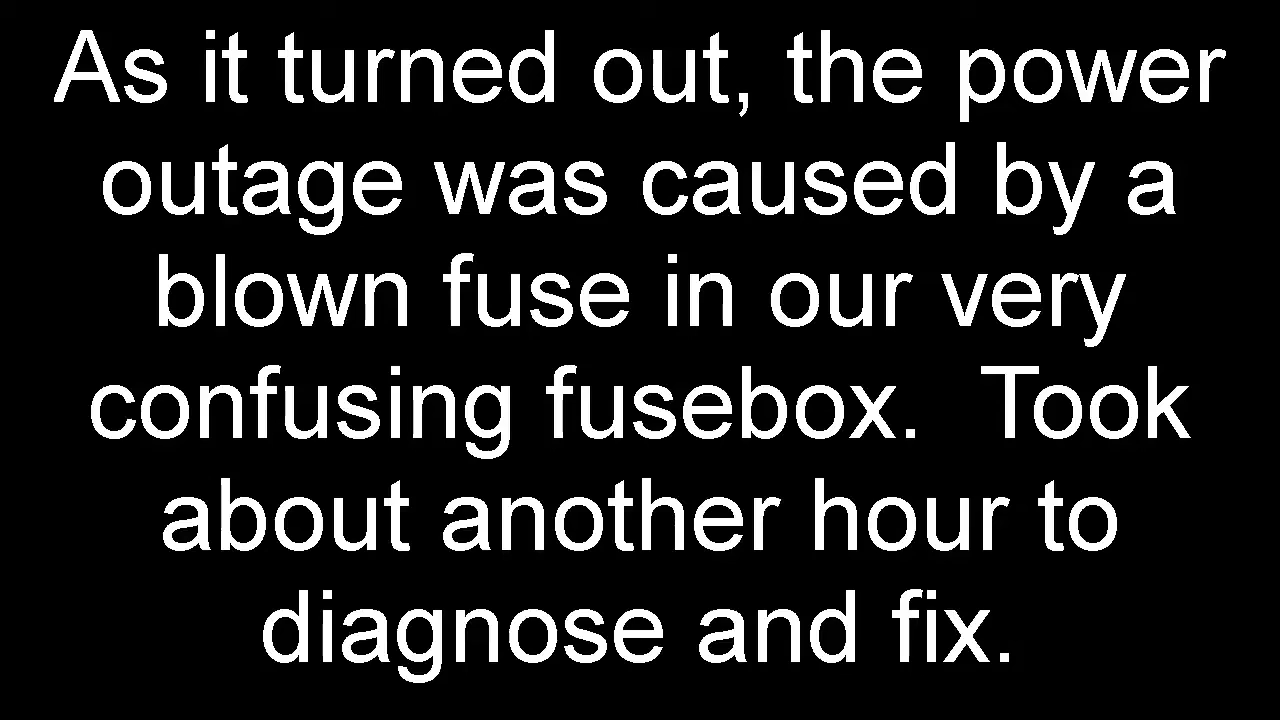 As it turned out, the power
outage was caused by a
blown fuse in our very
confusing fusebox.  Took
about another hour to
diagnose and fix.